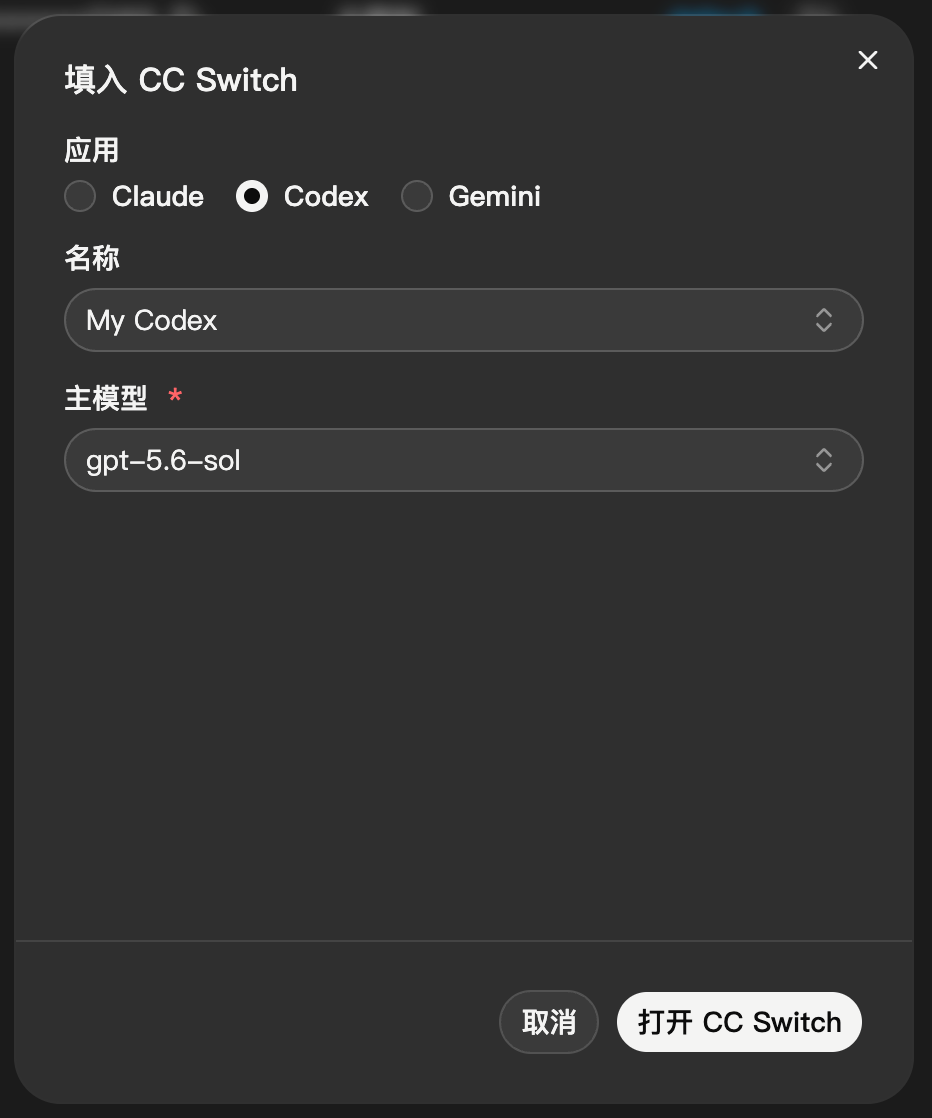 填入 CC Switch
应用
Claude Codex Gemini
名称
My Codex
主模型 *
gpt-5.6-sol
取消 打开 CC Switch